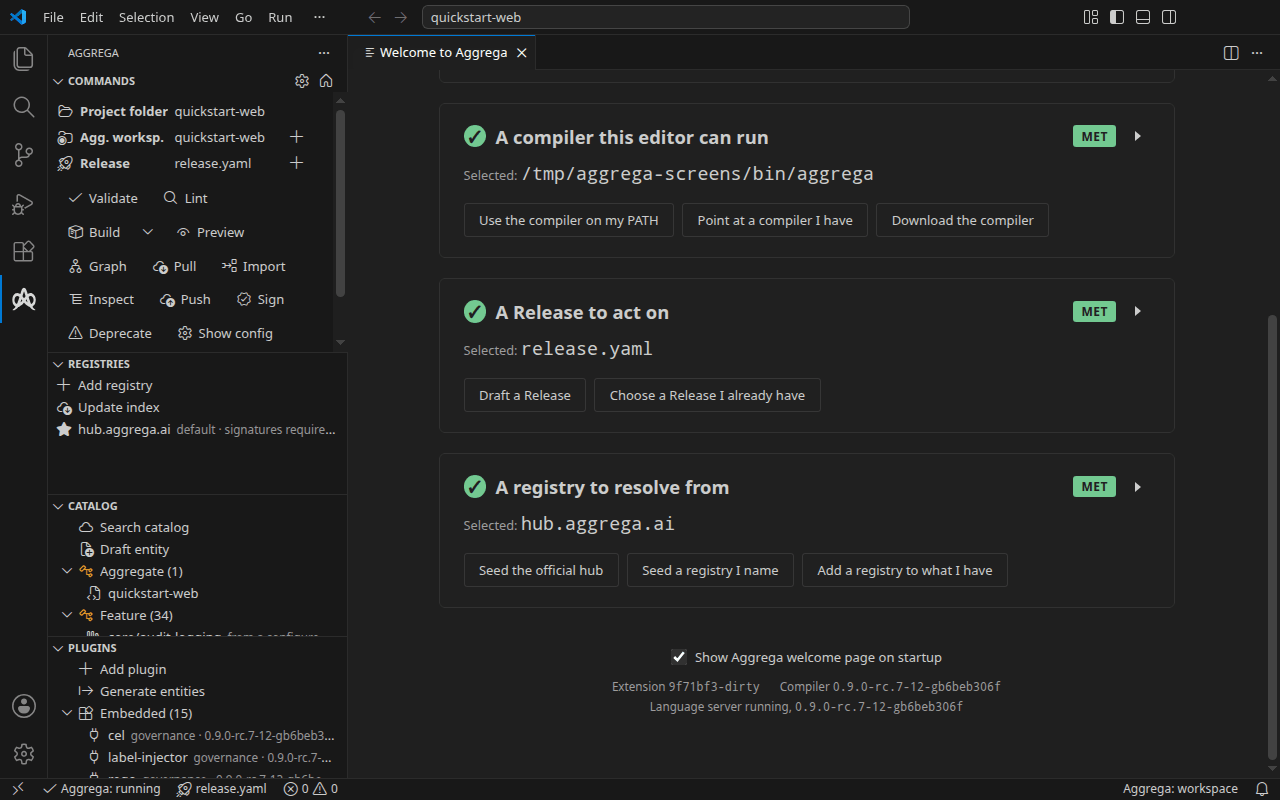 File Edit Selection View Go Run ···
quickstart-web
AGGREGA
COMMANDS
Project folder quickstart-web
Agg. worksp. quickstart-web
Release release.yaml
Validate Lint
Build Preview
Graph Pull Import
Inspect Push Sign
Deprecate Show config
REGISTRIES
Add registry
Update index
hub.aggrega.ai default · signatures require...
CATALOG
Search catalog
Draft entity
Aggregate (1)
quickstart-web
Feature (34)
PLUGINS
Add plugin
Generate entities
Embedded (15)
cel governance · 0.9.0-rc.7-12-gb6beb3...
label-injector governance · 0.9.0-rc.7-...
Welcome to Aggrega
A compiler this editor can run MET
Selected: /tmp/aggrega-screens/bin/aggrega
Use the compiler on my PATH Point at a compiler I have Download the compiler
A Release to act on MET
Selected: release.yaml
Draft a Release Choose a Release I already have
A registry to resolve from MET
Selected: hub.aggrega.ai
Seed the official hub Seed a registry I name Add a registry to what I have
Show Aggrega welcome page on startup
Extension 9f71bf3-dirty Compiler 0.9.0-rc.7-12-gb6beb306f
Language server running, 0.9.0-rc.7-12-gb6beb306f
Aggrega: running release.yaml 0 0 Aggrega: workspace